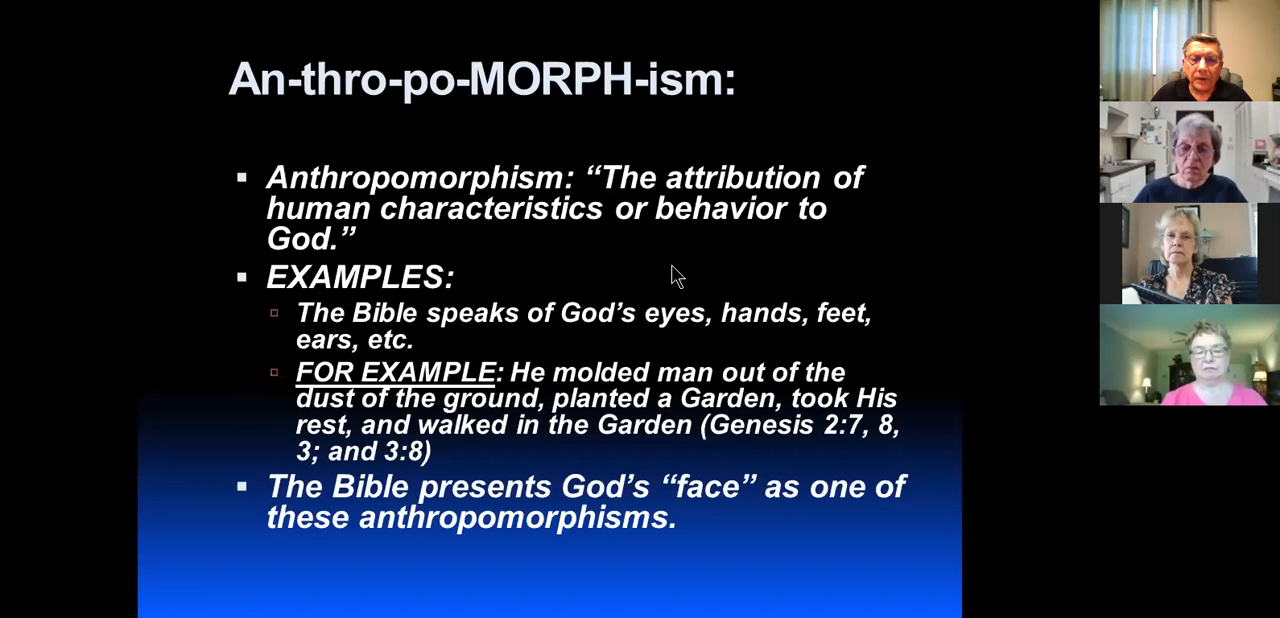 An-thro-po-MORPH-ism:
Anthropomorphism: “The attribution of
human characteristics or behavior to
God.”
EXAMPLES:
The Bible speaks of God’s eyes, hands, feet,
ears, etc.
FOR EXAMPLE: He molded man out of the
dust of the ground, planted a Garden, took His
rest, and walked in the Garden (Genesis 2:7, 8,
3; and 3:8)
The Bible presents God’s “face” as one of
these anthropomorphisms.